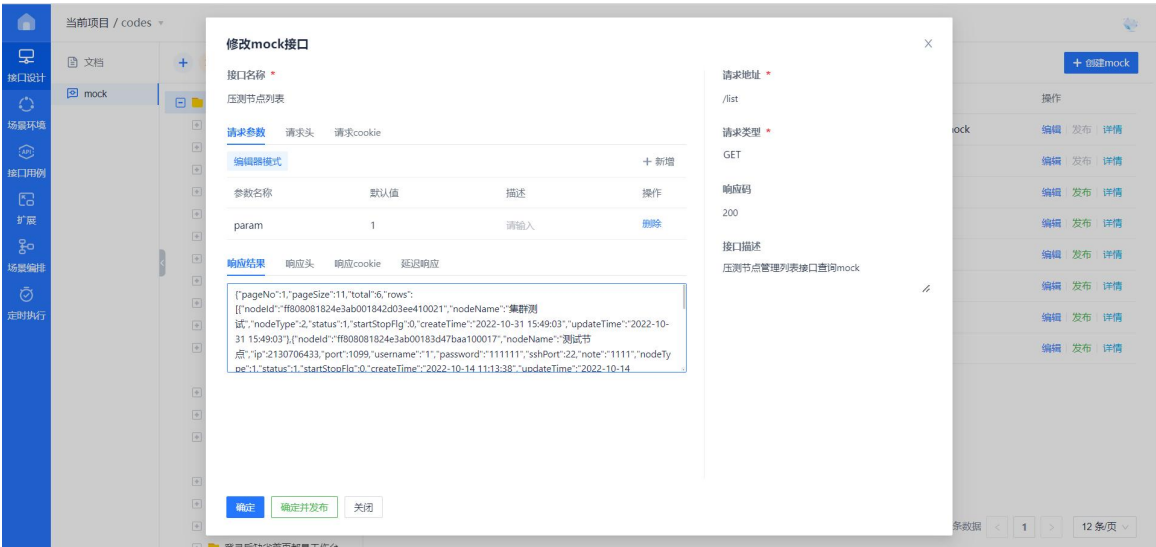 当前项目 / codes
接口设计
场景环境
接口用例
扩展
场景编排
定时执行
文档
mock
+
+ 创建mock
操作
ock
编辑 发布 详情
编辑 发布 详情
编辑 发布 详情
编辑 发布 详情
编辑 发布 详情
编辑 发布 详情
编辑 发布 详情
编辑 发布 详情
条数据 < 1 > 12 条/页
修改mock接口
接口名称 *
压测节点列表
请求参数 请求头 请求cookie
编辑器模式 + 新增
参数名称 默认值 描述 操作
param 1 请输入 删除
响应结果 响应头 响应cookie 延迟响应
{"pageNo":1,"pageSize":11,"total":6,"rows":
[{"nodeId":"ff808081824e3ab001842d03ee410021","nodeName":"集群测
试","nodeType":2,"status":1,"startStopFlg":0,"createTime":"2022-10-31 15:49:03","updateTime":"2022-10-
31 15:49:03"},{"nodeId":"ff808081824e3ab00183d47baa100017","nodeName":"测试节
点","ip":2130706433,"port":1099,"username":"1","password":"111111","sshPort":22,"note":"1111","nodeTy
pe":1,"status":1,"startStopFlg":0,"createTime":"2022-10-14 11:13:38","updateTime":"2022-10-14
请求地址 *
/list
请求类型 *
GET
响应码
200
接口描述
压测节点管理列表接口查询mock
确定 确定并发布 关闭